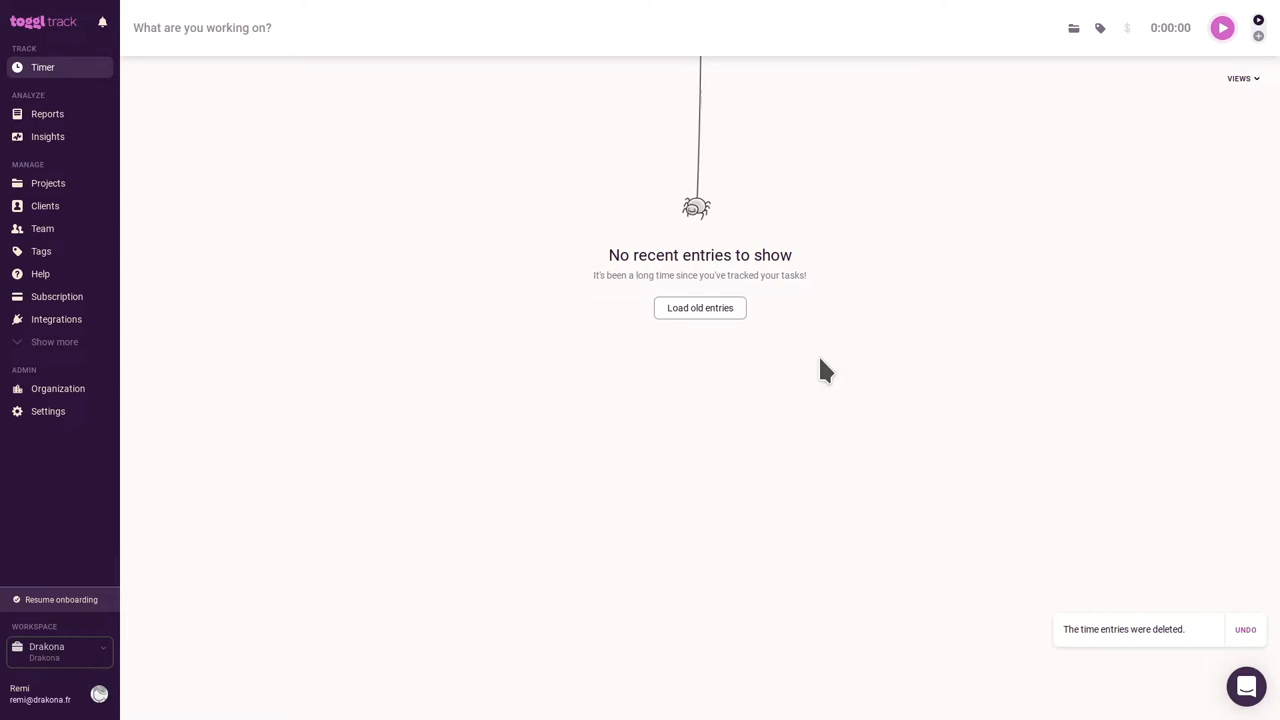 toggl track
TRACK
Timer
ANALYZE
Reports
Insights
MANAGE
Projects
Clients
Team
Tags
Help
Subscription
Integrations
Show more
ADMIN
Organization
Settings
Resume onboarding
WORKSPACE
Drakona
Drakona
Remi
remi@drakona.fr
What are you working on?
$
0:00:00
VIEWS
No recent entries to show
It's been a long time since you've tracked your tasks!
Load old entries
The time entries were deleted.
UNDO